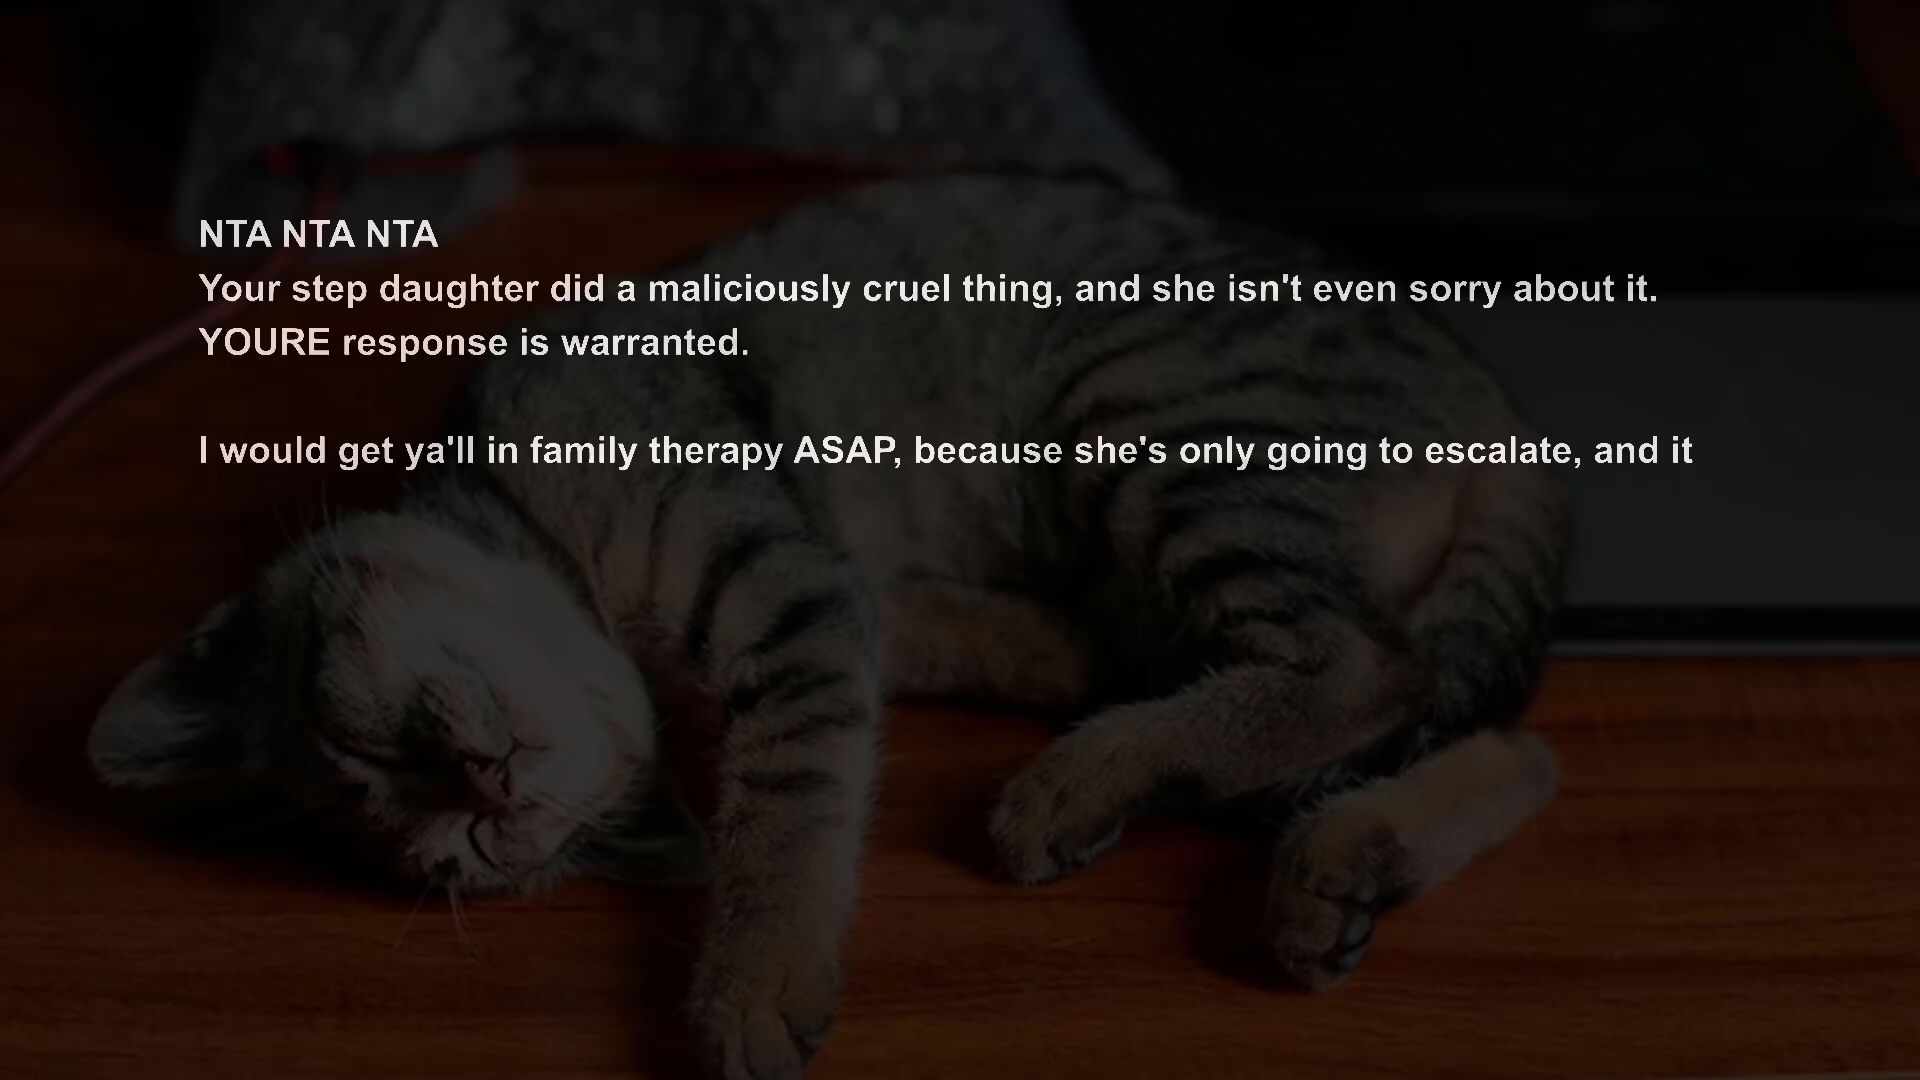 NTA NTA NTA
Your step daughter did a maliciously cruel thing, and she isn't even sorry about it.
YOURE response is warranted.
I would get ya'll in family therapy ASAP, because she's only going to escalate, and it